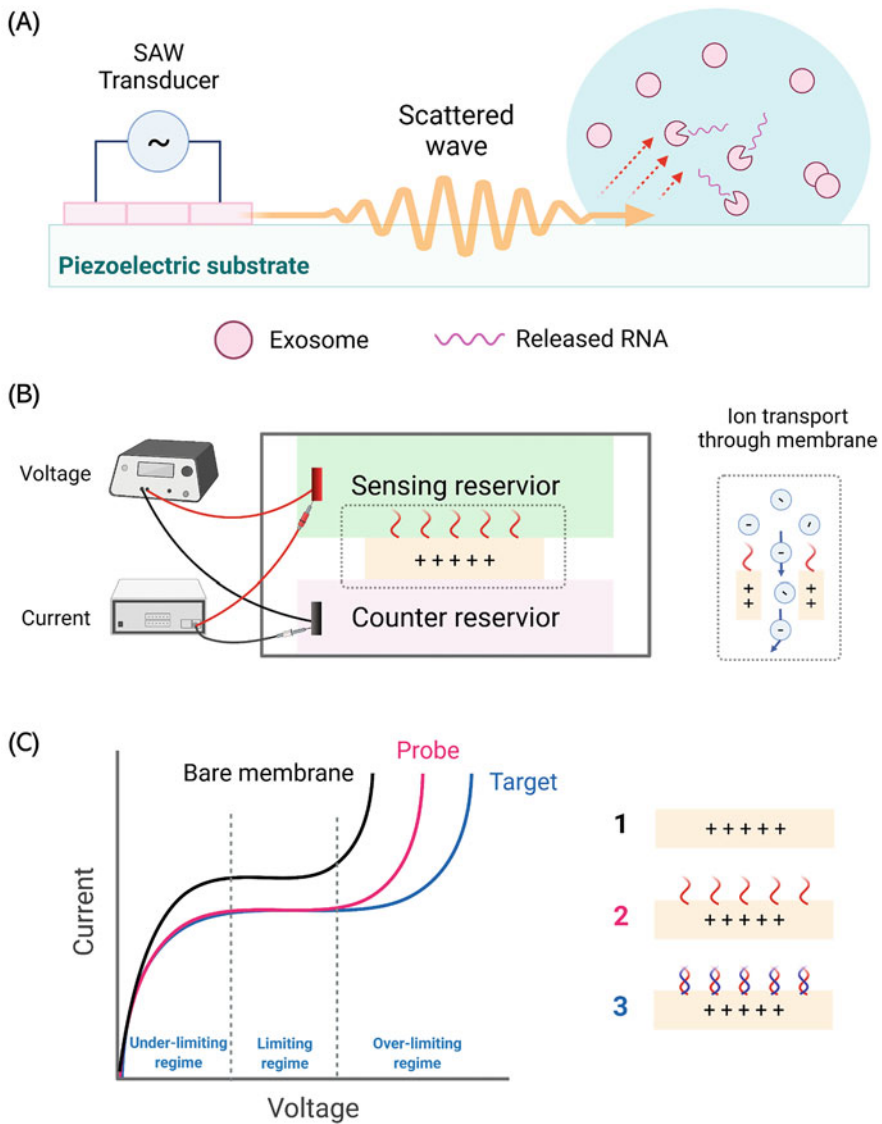 (A)
SAW
Transducer
~
Scattered
wave
Piezoelectric substrate
Exosome
Released RNA
(B)
Voltage
Current
Sensing reservior
+ + + + +
Counter reservior
Ion transport
through membrane
+ +
+ +
(C)
Bare membrane
Probe
Target
Current
Under-limiting
regime
Limiting
regime
Over-limiting
regime
Voltage
1
+ + + + +
2
+ + + + +
3
+ + + + +